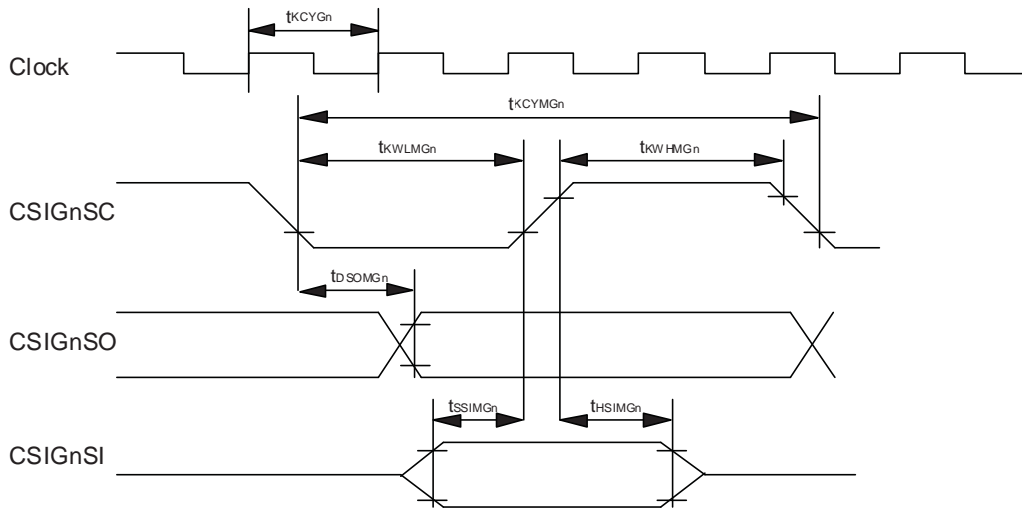 tKCYGn
Clock
tKCYMGn
tKWLMGn
tKWHMGn
CSIGnSC
tDSOMGn
CSIGnSO
tSSIMGn
tHSIMGn
CSIGnSI